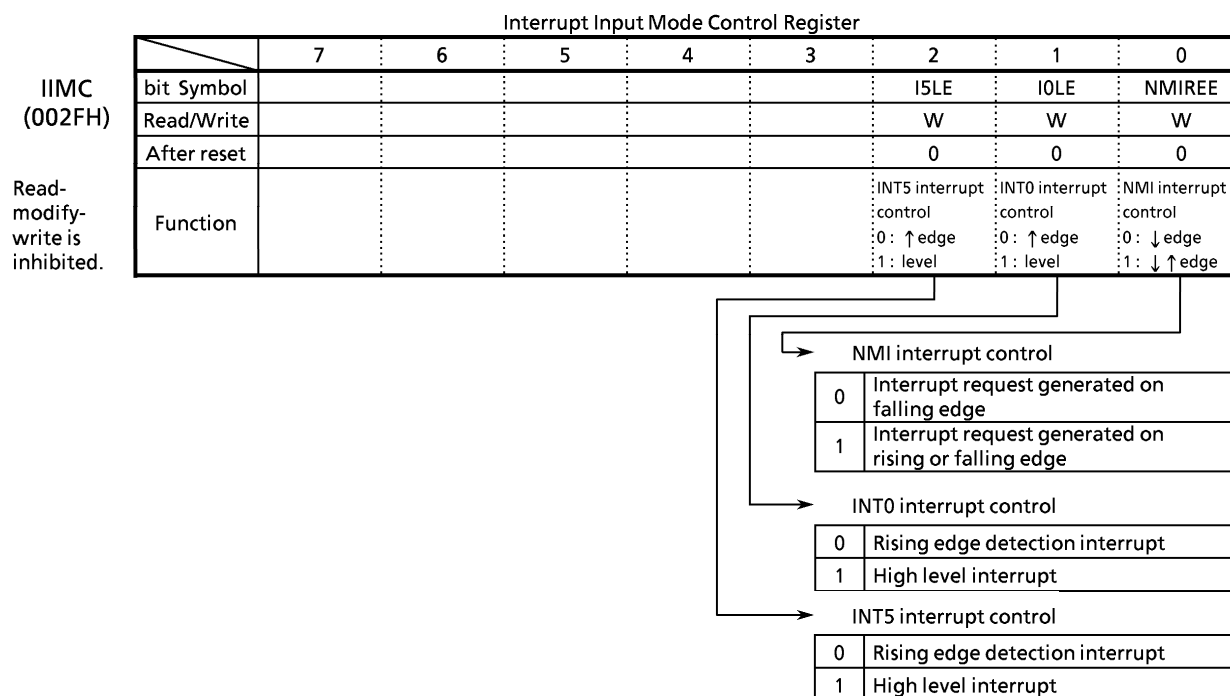 Interrupt Input Mode Control Register
7 6 5 4 3 2 1 0
IIMC
(002FH)
bit Symbol I5LE I0LE NMIREE
Read/Write W W W
After reset 0 0 0
Read-
modify-
write is
inhibited.
Function
INT5 interrupt
control
0 : ↑ edge
1 : level
INT0 interrupt
control
0 : ↑ edge
1 : level
NMI interrupt
control
0 : ↓ edge
1 : ↓ ↑ edge
NMI interrupt control
0 Interrupt request generated on
falling edge
1 Interrupt request generated on
rising or falling edge
INT0 interrupt control
0 Rising edge detection interrupt
1 High level interrupt
INT5 interrupt control
0 Rising edge detection interrupt
1 High level interrupt